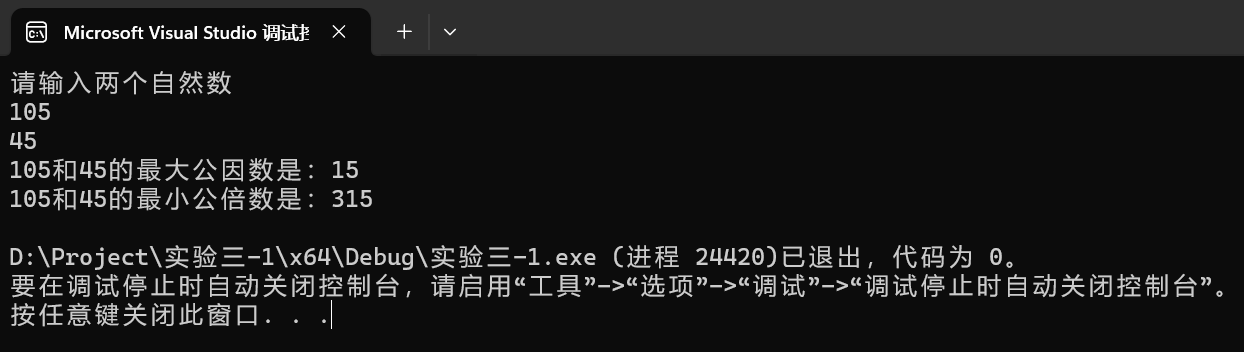 Microsoft Visual Studio 调试
请输入两个自然数
105
45
105和45的最大公因数是：15
105和45的最小公倍数是：315
D:\Project\实验三-1\x64\Debug\实验三-1.exe (进程 24420)已退出，代码为 0。
要在调试停止时自动关闭控制台，请启用“工具”->“选项”->“调试”->“调试停止时自动关闭控制台”。
按任意键关闭此窗口. . .